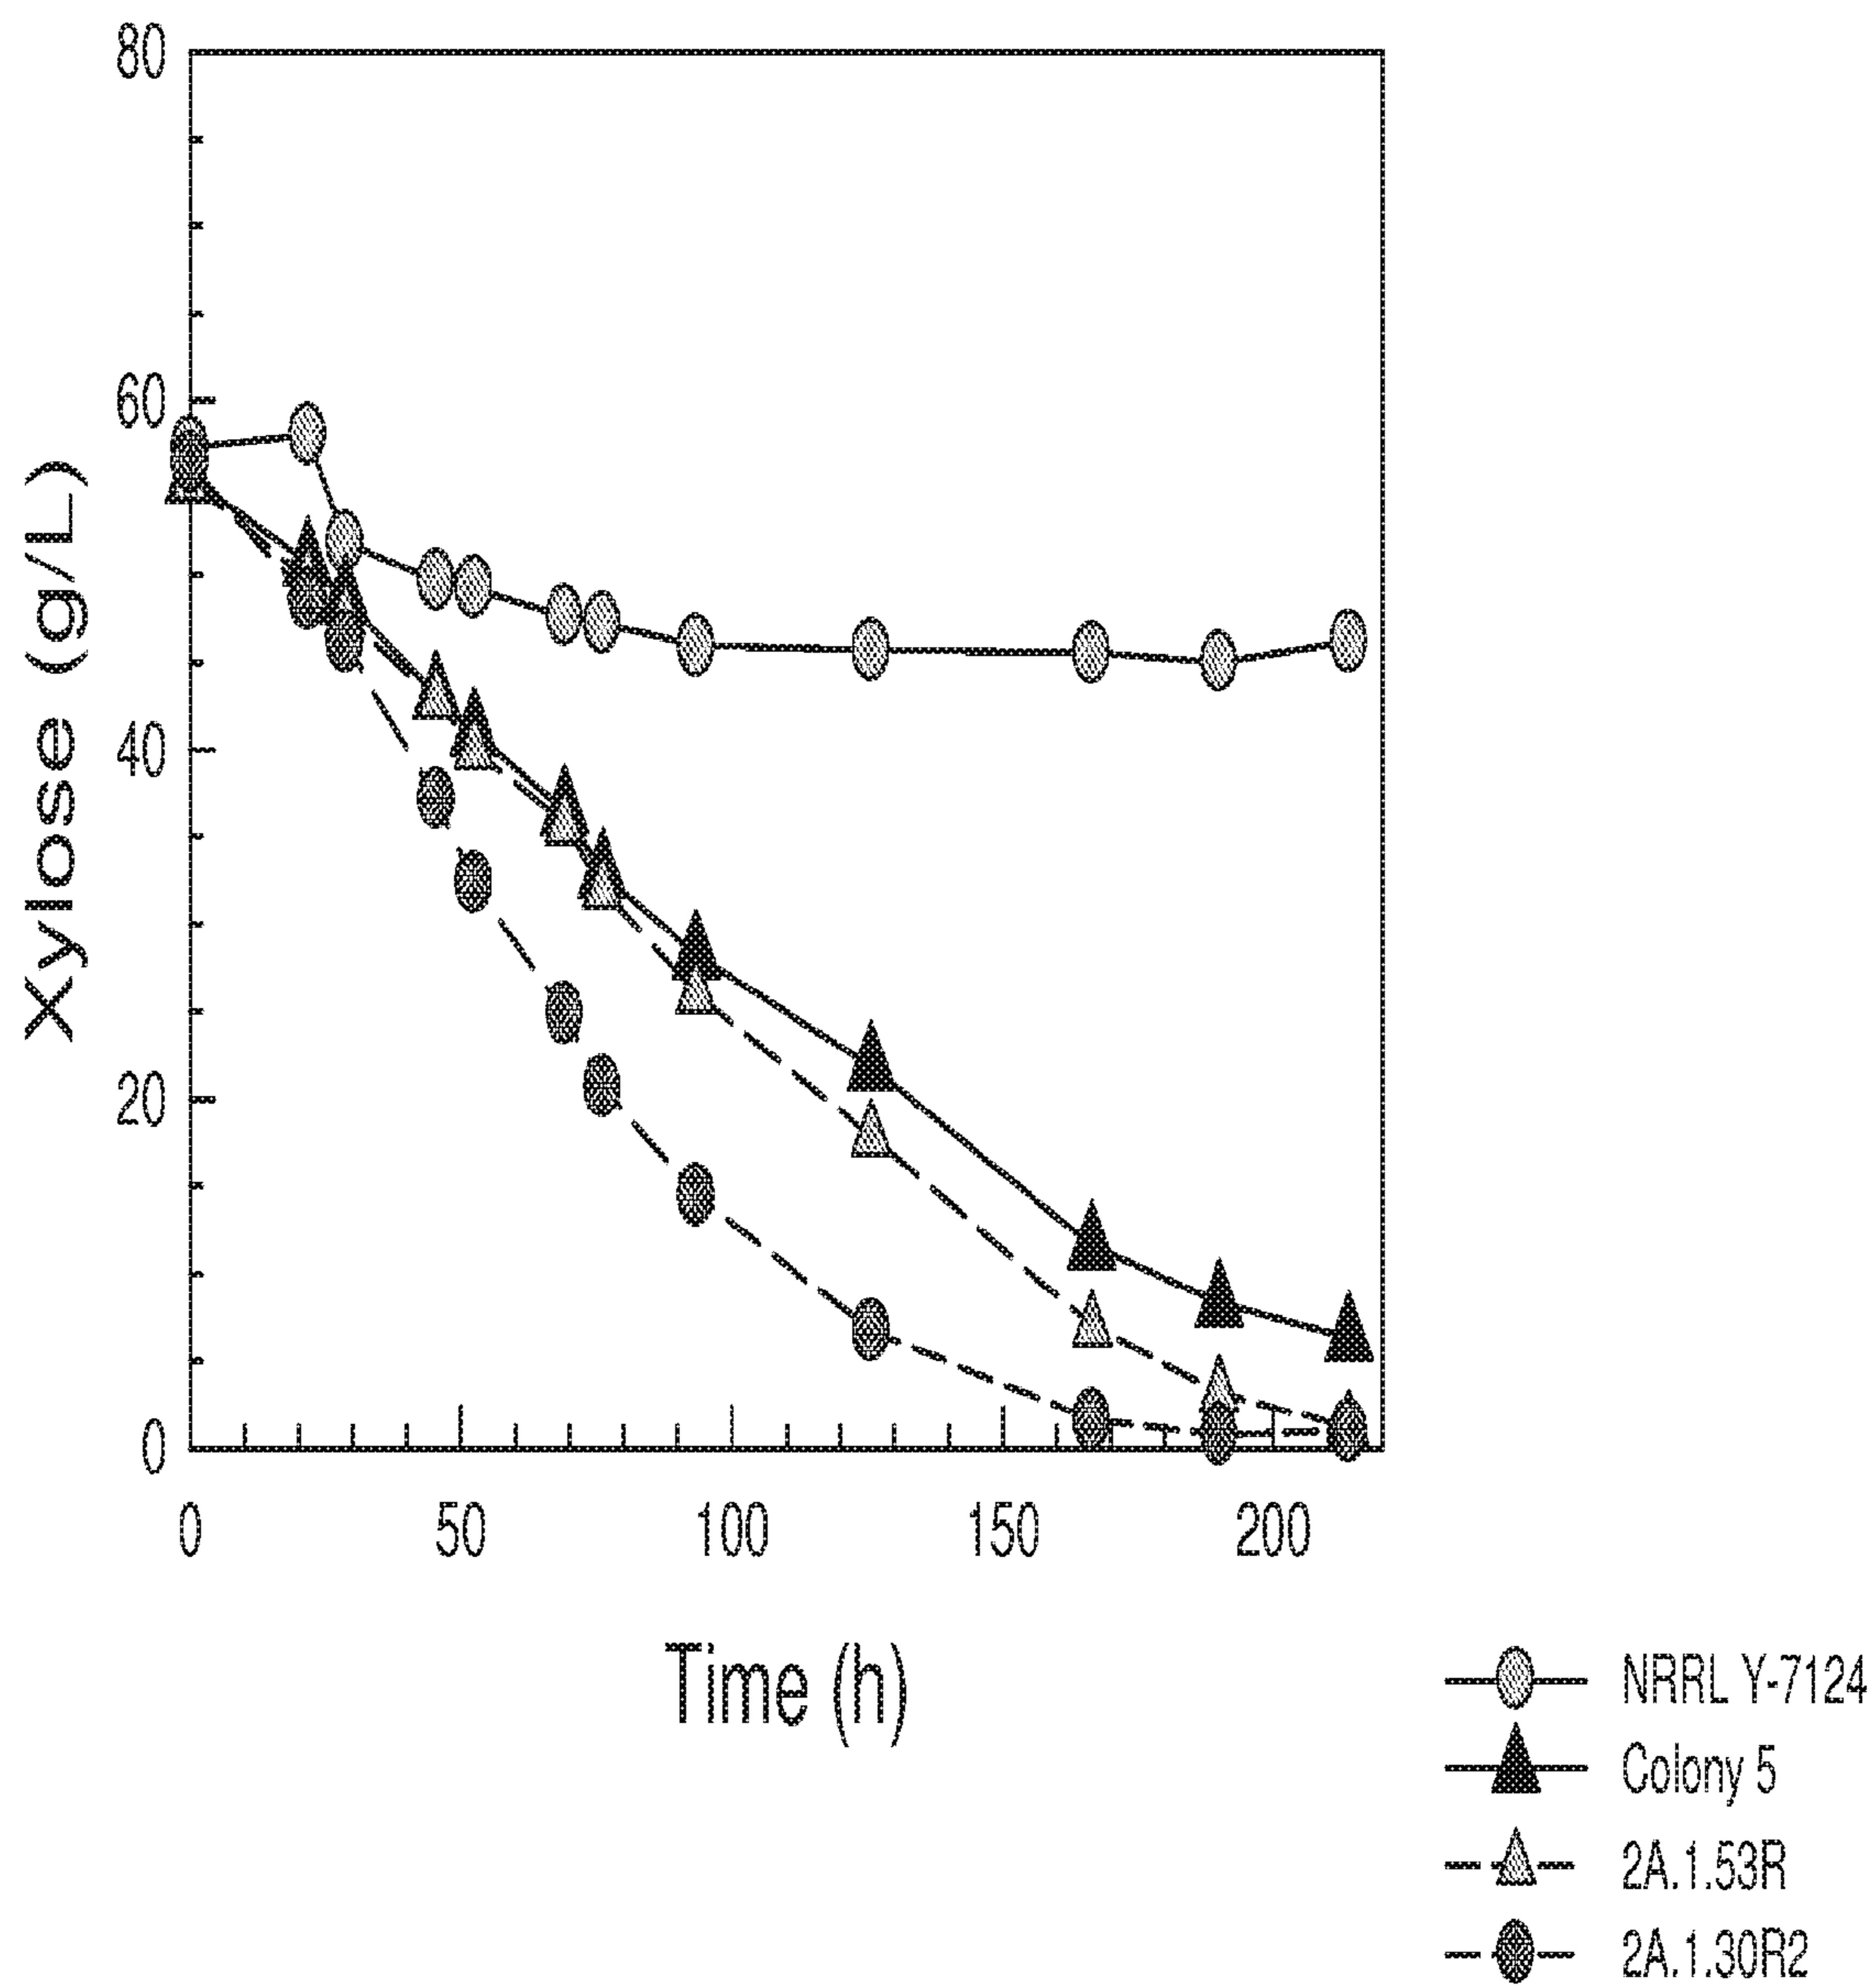 80
60
40
20
0
Xylose (g/L)
0 50 100 150 200
Time (h)
NRRL Y-7124
Colony 5
2A.1.53R
2A.1.30R2